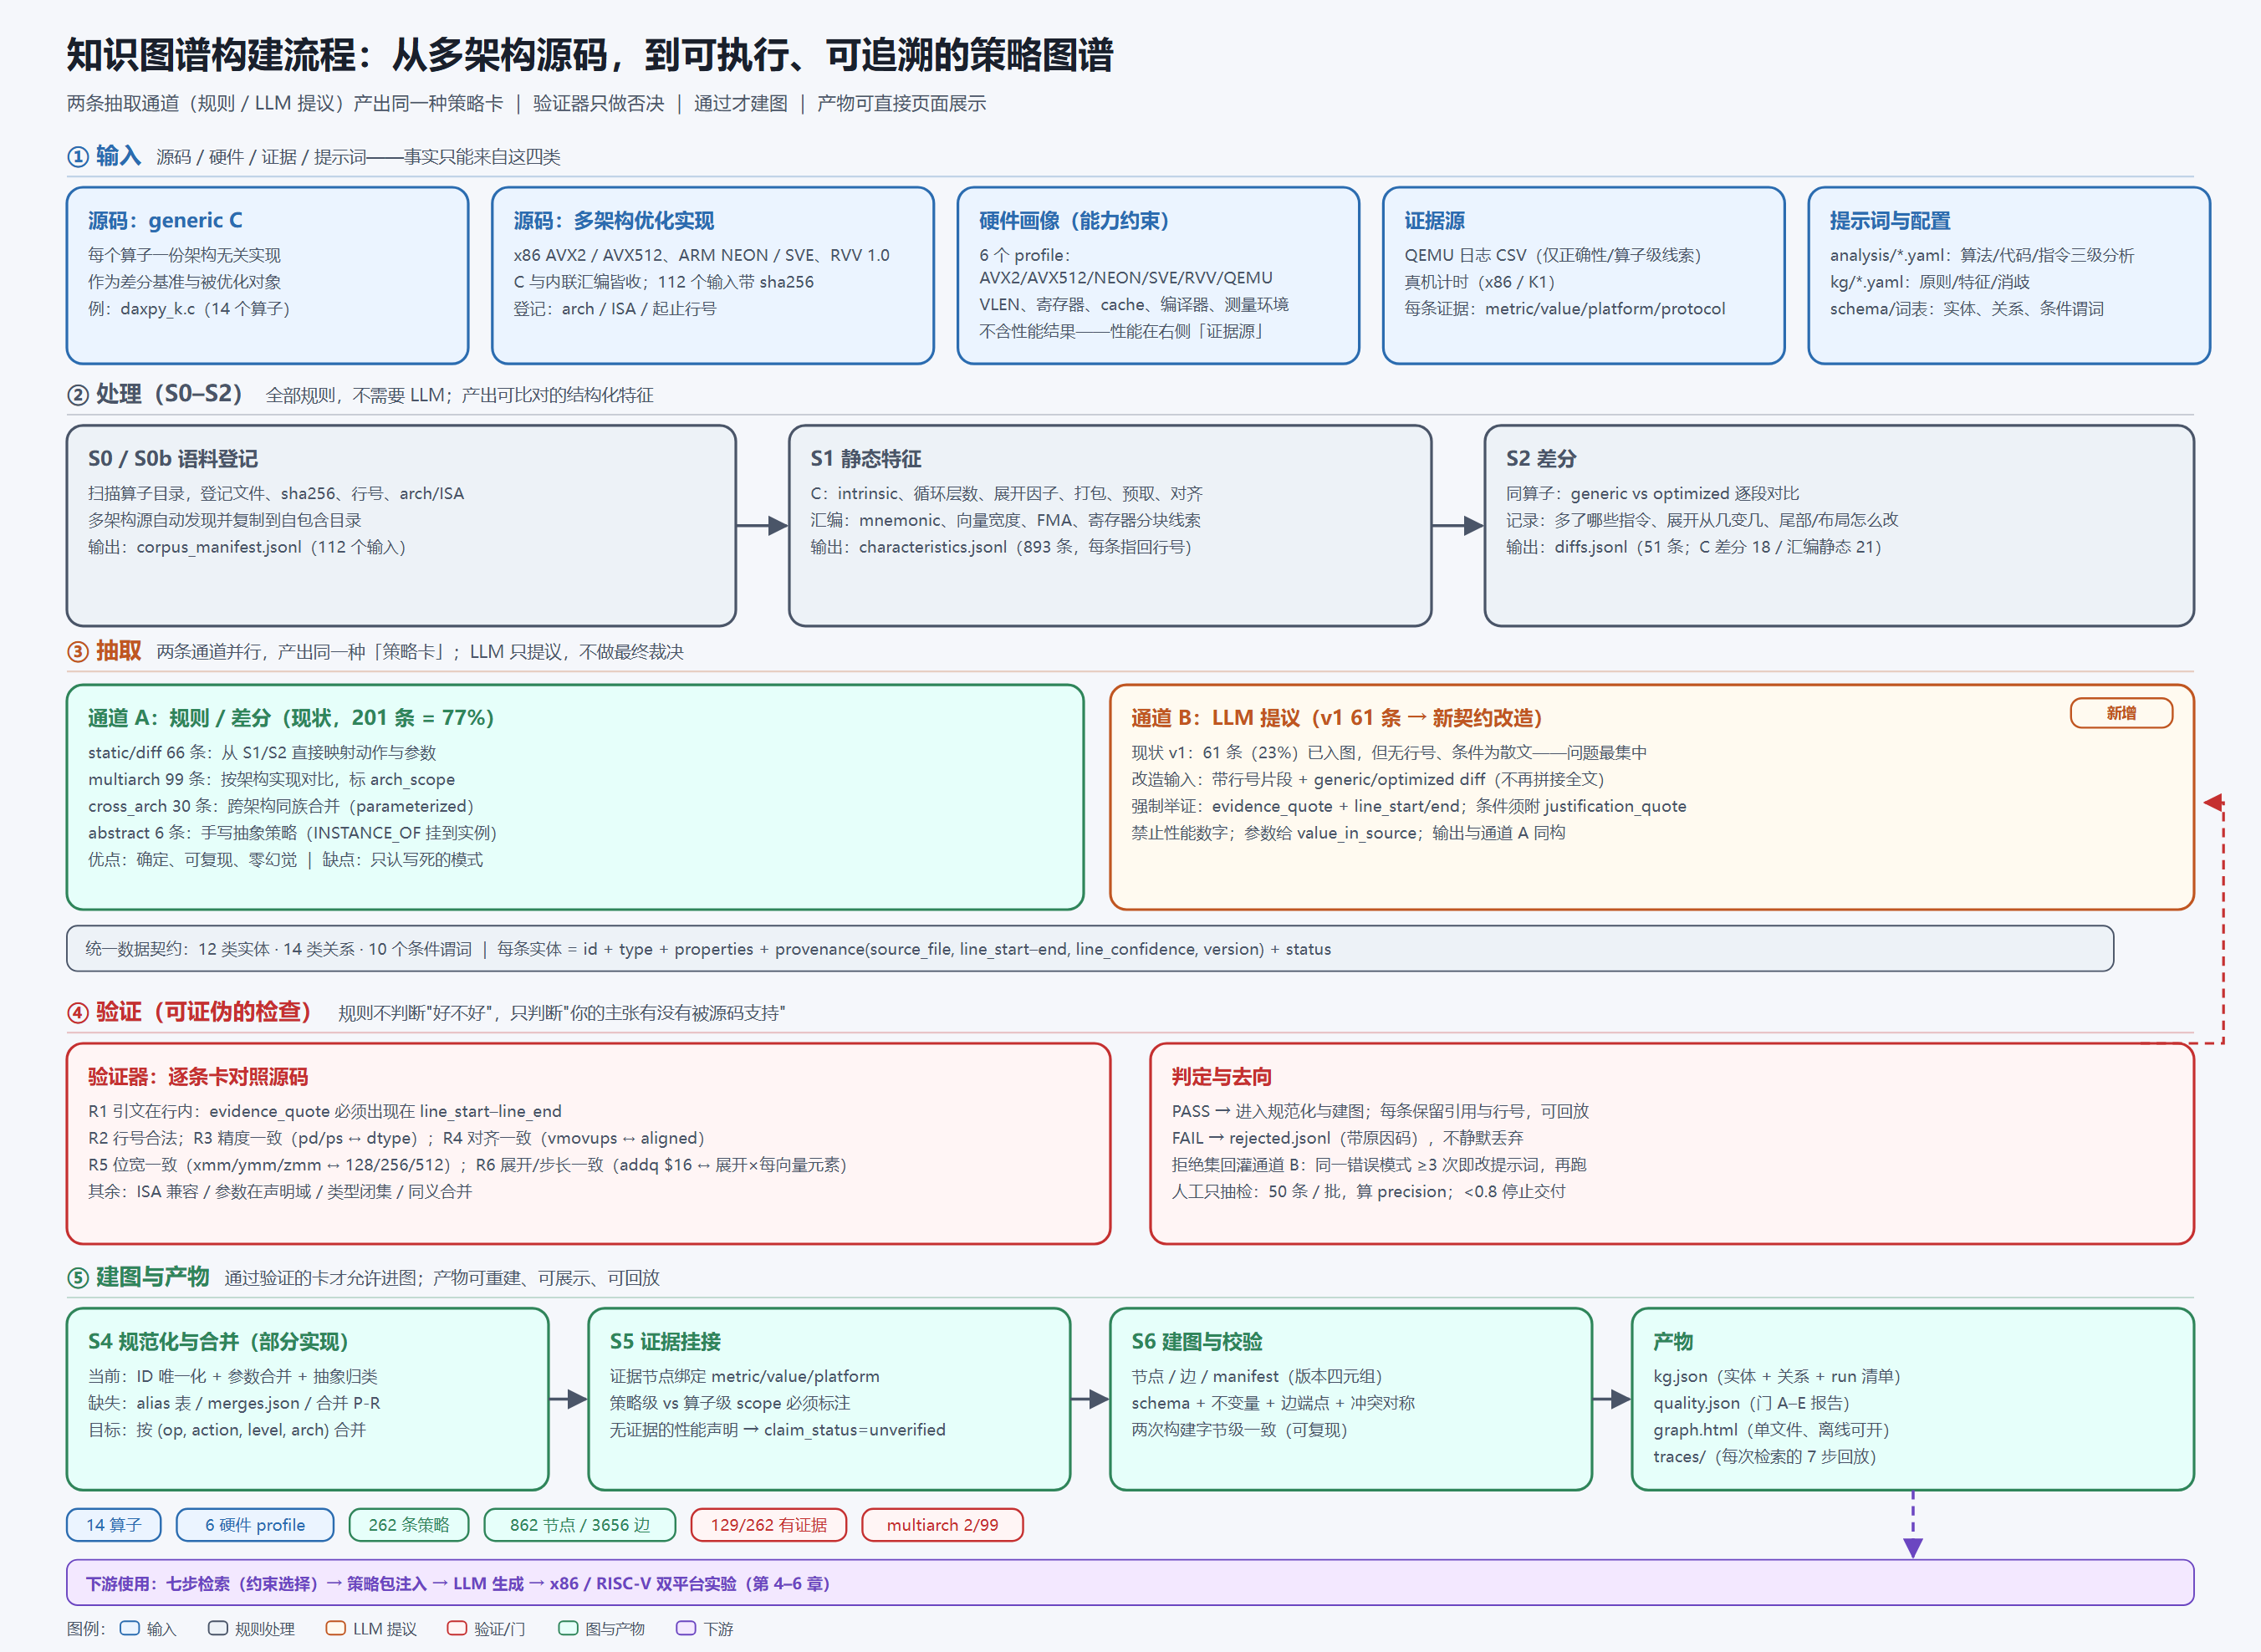 知识图谱构建流程：从多架构源码，到可执行、可追溯的策略图谱
两条抽取通道（规则 / LLM 提议）产出同一种策略卡 ｜ 验证器只做否决 ｜ 通过才建图 ｜ 产物可直接页面展示
① 输入 源码 / 硬件 / 证据 / 提示词——事实只能来自这四类
源码：generic C
每个算子一份架构无关实现
作为差分基准与被优化对象
例：daxpy_k.c（14 个算子）
源码：多架构优化实现
x86 AVX2 / AVX512、ARM NEON / SVE、RVV 1.0
C 与内联汇编皆收；112 个输入带 sha256
登记：arch / ISA / 起止行号
硬件画像（能力约束）
6 个 profile：
AVX2/AVX512/NEON/SVE/RVV/QEMU
VLEN、寄存器、cache、编译器、测量环境
不含性能结果——性能在右侧「证据源」
证据源
QEMU 日志 CSV（仅正确性/算子级线索）
真机计时（x86 / K1）
每条证据：metric/value/platform/protocol
提示词与配置
analysis/*.yaml：算法/代码/指令三级分析
kg/*.yaml：原则/特征/消歧
schema/词表：实体、关系、条件谓词
② 处理（S0–S2） 全部规则，不需要 LLM；产出可比对的结构化特征
S0 / S0b 语料登记
扫描算子目录，登记文件、sha256、行号、arch/ISA
多架构源自动发现并复制到自包含目录
输出：corpus_manifest.jsonl（112 个输入）
S1 静态特征
C：intrinsic、循环层数、展开因子、打包、预取、对齐
汇编：mnemonic、向量宽度、FMA、寄存器分块线索
输出：characteristics.jsonl（893 条，每条指回行号）
S2 差分
同算子：generic vs optimized 逐段对比
记录：多了哪些指令、展开从几变几、尾部/布局怎么改
输出：diffs.jsonl（51 条；C 差分 18 / 汇编静态 21）
③ 抽取 两条通道并行，产出同一种「策略卡」；LLM 只提议，不做最终裁决
通道 A：规则 / 差分（现状，201 条 = 77%）
static/diff 66 条：从 S1/S2 直接映射动作与参数
multiarch 99 条：按架构实现对比，标 arch_scope
cross_arch 30 条：跨架构同族合并（parameterized）
abstract 6 条：手写抽象策略（INSTANCE_OF 挂到实例）
优点：确定、可复现、零幻觉 ｜ 缺点：只认写死的模式
通道 B：LLM 提议（v1 61 条 → 新契约改造）
新增
现状 v1：61 条（23%）已入图，但无行号、条件为散文——问题最集中
改造输入：带行号片段 + generic/optimized diff（不再拼接全文）
强制举证：evidence_quote + line_start/end；条件须附 justification_quote
禁止性能数字；参数给 value_in_source；输出与通道 A 同构
统一数据契约：12 类实体 · 14 类关系 · 10 个条件谓词 ｜ 每条实体 = id + type + properties + provenance(source_file, line_start–end, line_confidence, version) + status
④ 验证（可证伪的检查） 规则不判断"好不好"，只判断"你的主张有没有被源码支持"
验证器：逐条卡对照源码
R1 引文在行内：evidence_quote 必须出现在 line_start–line_end
R2 行号合法；R3 精度一致（pd/ps ↔ dtype）；R4 对齐一致（vmovups ↔ aligned）
R5 位宽一致（xmm/ymm/zmm ↔ 128/256/512）；R6 展开/步长一致（addq $16 ↔ 展开×每向量元素）
其余：ISA 兼容 / 参数在声明域 / 类型闭集 / 同义合并
判定与去向
PASS → 进入规范化与建图；每条保留引用与行号，可回放
FAIL → rejected.jsonl（带原因码），不静默丢弃
拒绝集回灌通道 B：同一错误模式 ≥3 次即改提示词，再跑
人工只抽检：50 条 / 批，算 precision；<0.8 停止交付
⑤ 建图与产物 通过验证的卡才允许进图；产物可重建、可展示、可回放
S4 规范化与合并（部分实现）
当前：ID 唯一化 + 参数合并 + 抽象归类
缺失：alias 表 / merges.json / 合并 P-R
目标：按 (op, action, level, arch) 合并
S5 证据挂接
证据节点绑定 metric/value/platform
策略级 vs 算子级 scope 必须标注
无证据的性能声明 → claim_status=unverified
S6 建图与校验
节点 / 边 / manifest（版本四元组）
schema + 不变量 + 边端点 + 冲突对称
两次构建字节级一致（可复现）
产物
kg.json（实体 + 关系 + run 清单）
quality.json（门 A–E 报告）
graph.html（单文件、离线可开）
traces/（每次检索的 7 步回放）
14 算子
6 硬件 profile
262 条策略
862 节点 / 3656 边
129/262 有证据
multiarch 2/99
下游使用：七步检索（约束选择）→ 策略包注入 → LLM 生成 → x86 / RISC-V 双平台实验（第 4–6 章）
图例： 输入 规则处理 LLM 提议 验证/门 图与产物 下游